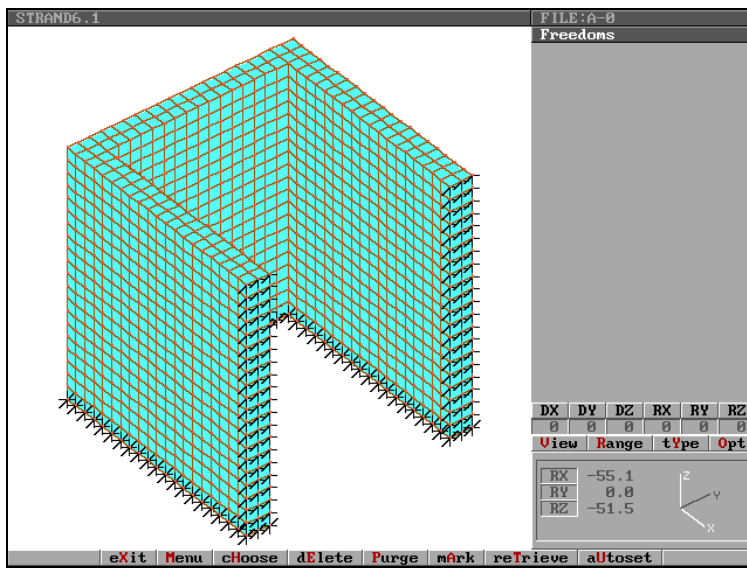 STRAND6.1
FILE:A-0
Freedoms
DX DY DZ RX RY RZ
0 0 0 0 0 0
View Range tYpe Opt
RX -55.1
RY 0.0
RZ -51.5
Z
Y
X
eXit Menu cHoose dElete Purge mArk reTrieve aUtoset